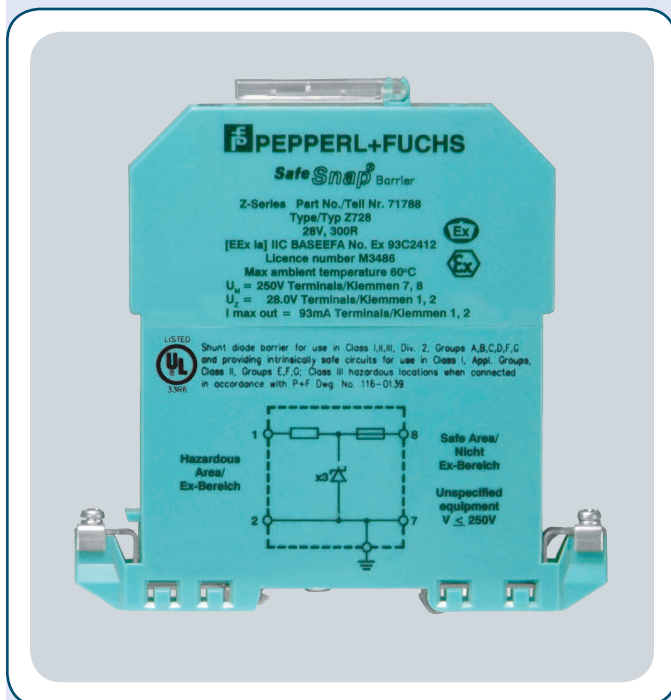 PEPPERL+FUCHS
Safe Snap® Barrier
Z-Series Part No./Teil Nr. 71788
Type/Typ Z728
28V, 300R
[EEx ia] IIC BASEEFA No. Ex 93C2412
Licence number M3486
Max ambient temperature 60°C
U_M = 250V Terminals/Klemmen 7, 8
U_Z = 28.0V Terminals/Klemmen 1, 2
I max out = 93mA Terminals/Klemmen 1, 2
Ex
Ex
LISTED
UL
33R6
Shunt diode barrier for use in Class I,II,III, Div. 2, Groups A,B,C,D,F,G
and providing intrinsically safe circuits for use in Class I, Appl. Groups,
Class II, Groups E,F,G; Class III hazardous locations when connected
in accordance with P+F Dwg. No. 116-0139.
Hazardous
Area/
Ex-Bereich
1
8
x3
2
7
Safe Area/
Nicht
Ex-Bereich
Unspecified
equipment
V ≤ 250V